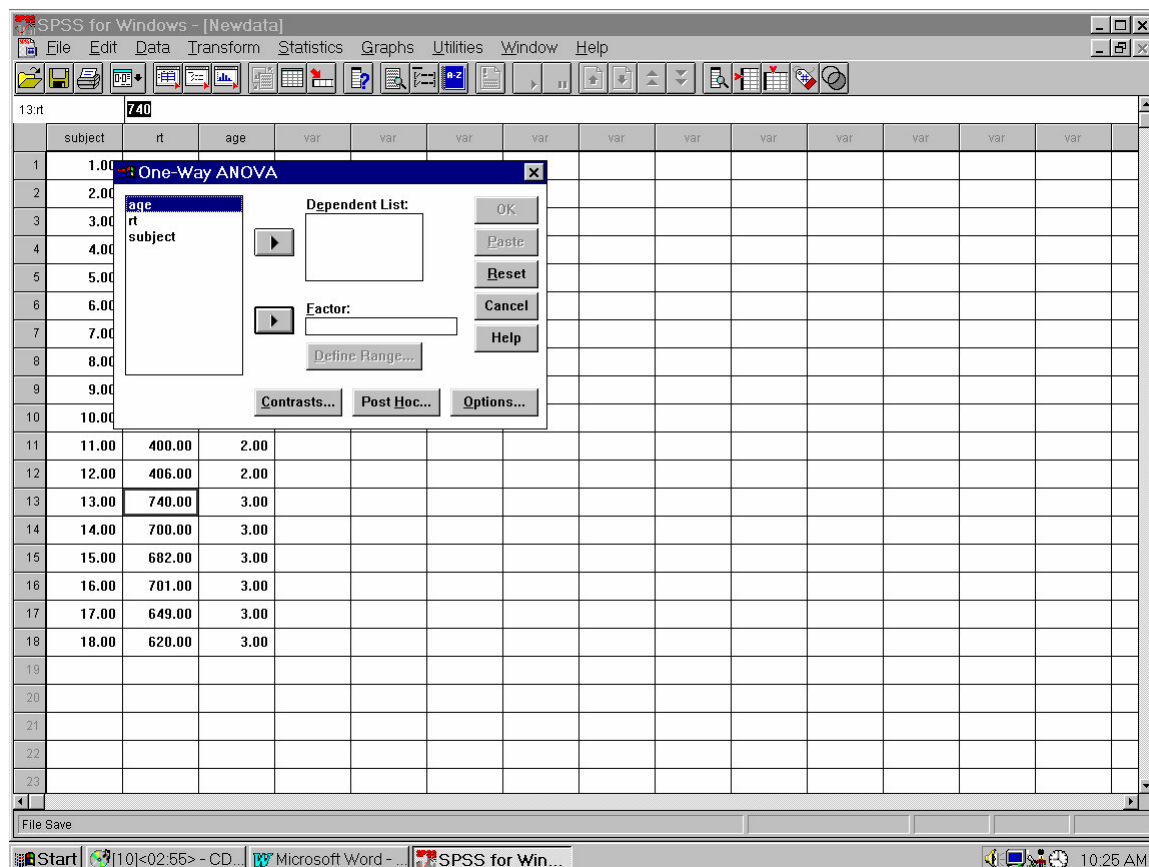 SPSS for Windows - [Newdata]
File Edit Data Transform Statistics Graphs Utilities Window Help
13:rt 740
subject rt age var var var var var var var var var var var
1 1.00
2 2.00
3 3.00
4 4.00
5 5.00
6 6.00
7 7.00
8 8.00
9 9.00
10 10.00
One-Way ANOVA
age
rt
subject
Dependent List:
Factor:
Define Range...
OK
Paste
Reset
Cancel
Help
Contrasts... Post Hoc... Options...
11 11.00 400.00 2.00
12 12.00 406.00 2.00
13 13.00 740.00 3.00
14 14.00 700.00 3.00
15 15.00 682.00 3.00
16 16.00 701.00 3.00
17 17.00 649.00 3.00
18 18.00 620.00 3.00
19
20
21
22
23
File Save
Start [10]<02:55> - CD... Microsoft Word - ... SPSS for Win... 10:25 AM